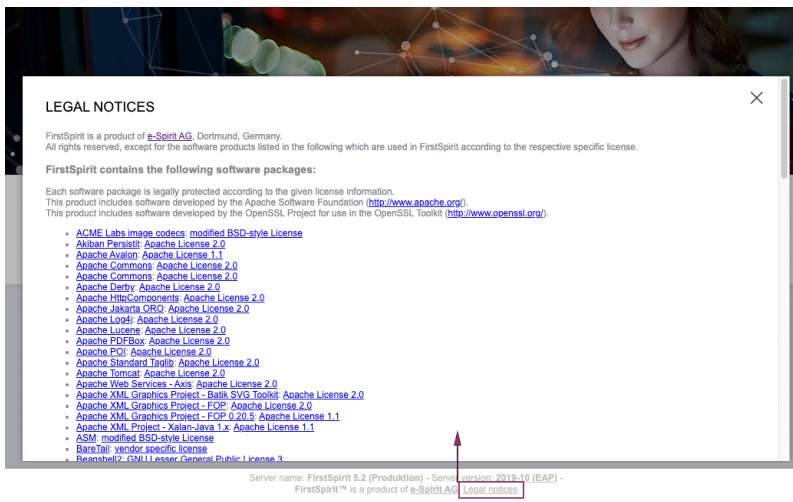 LEGAL NOTICES
FirstSpirit is a product of e-Spirit AG, Dortmund, Germany.
All rights reserved, except for the software products listed in the following which are used in FirstSpirit according to the respective specific license.
FirstSpirit contains the following software packages:
Each software package is legally protected according to the given license information.
This product includes software developed by the Apache Software Foundation (http://www.apache.org/).
This product includes software developed by the OpenSSL Project for use in the OpenSSL Toolkit (http://www.openssl.org/).
ACME Labs image codecs: modified BSD-style License
Akiban Persistit: Apache License 2.0
Apache Avalon: Apache License 1.1
Apache Commons: Apache License 2.0
Apache Commons: Apache License 2.0
Apache Derby: Apache License 2.0
Apache HttpComponents: Apache License 2.0
Apache Jakarta ORO: Apache License 2.0
Apache Log4j: Apache License 2.0
Apache Lucene: Apache License 2.0
Apache PDFBox: Apache License 2.0
Apache POI: Apache License 2.0
Apache Standard Taglib: Apache License 2.0
Apache Tomcat: Apache License 2.0
Apache Web Services - Axis: Apache License 2.0
Apache XML Graphics Project - Batik SVG Toolkit: Apache License 2.0
Apache XML Graphics Project - FOP: Apache License 2.0
Apache XML Graphics Project - FOP 0.20.5: Apache License 1.1
Apache XML Project - Xalan-Java 1.x: Apache License 1.1
ASM: modified BSD-style License
BareTail: vendor specific license
Beanshell2: GNU Lesser General Public License 3
Server name: FirstSpirit 5.2 (Produktion) - Server version: 2019-10 (EAP) -
FirstSpirit™ is a product of e-Spirit AG Legal notices